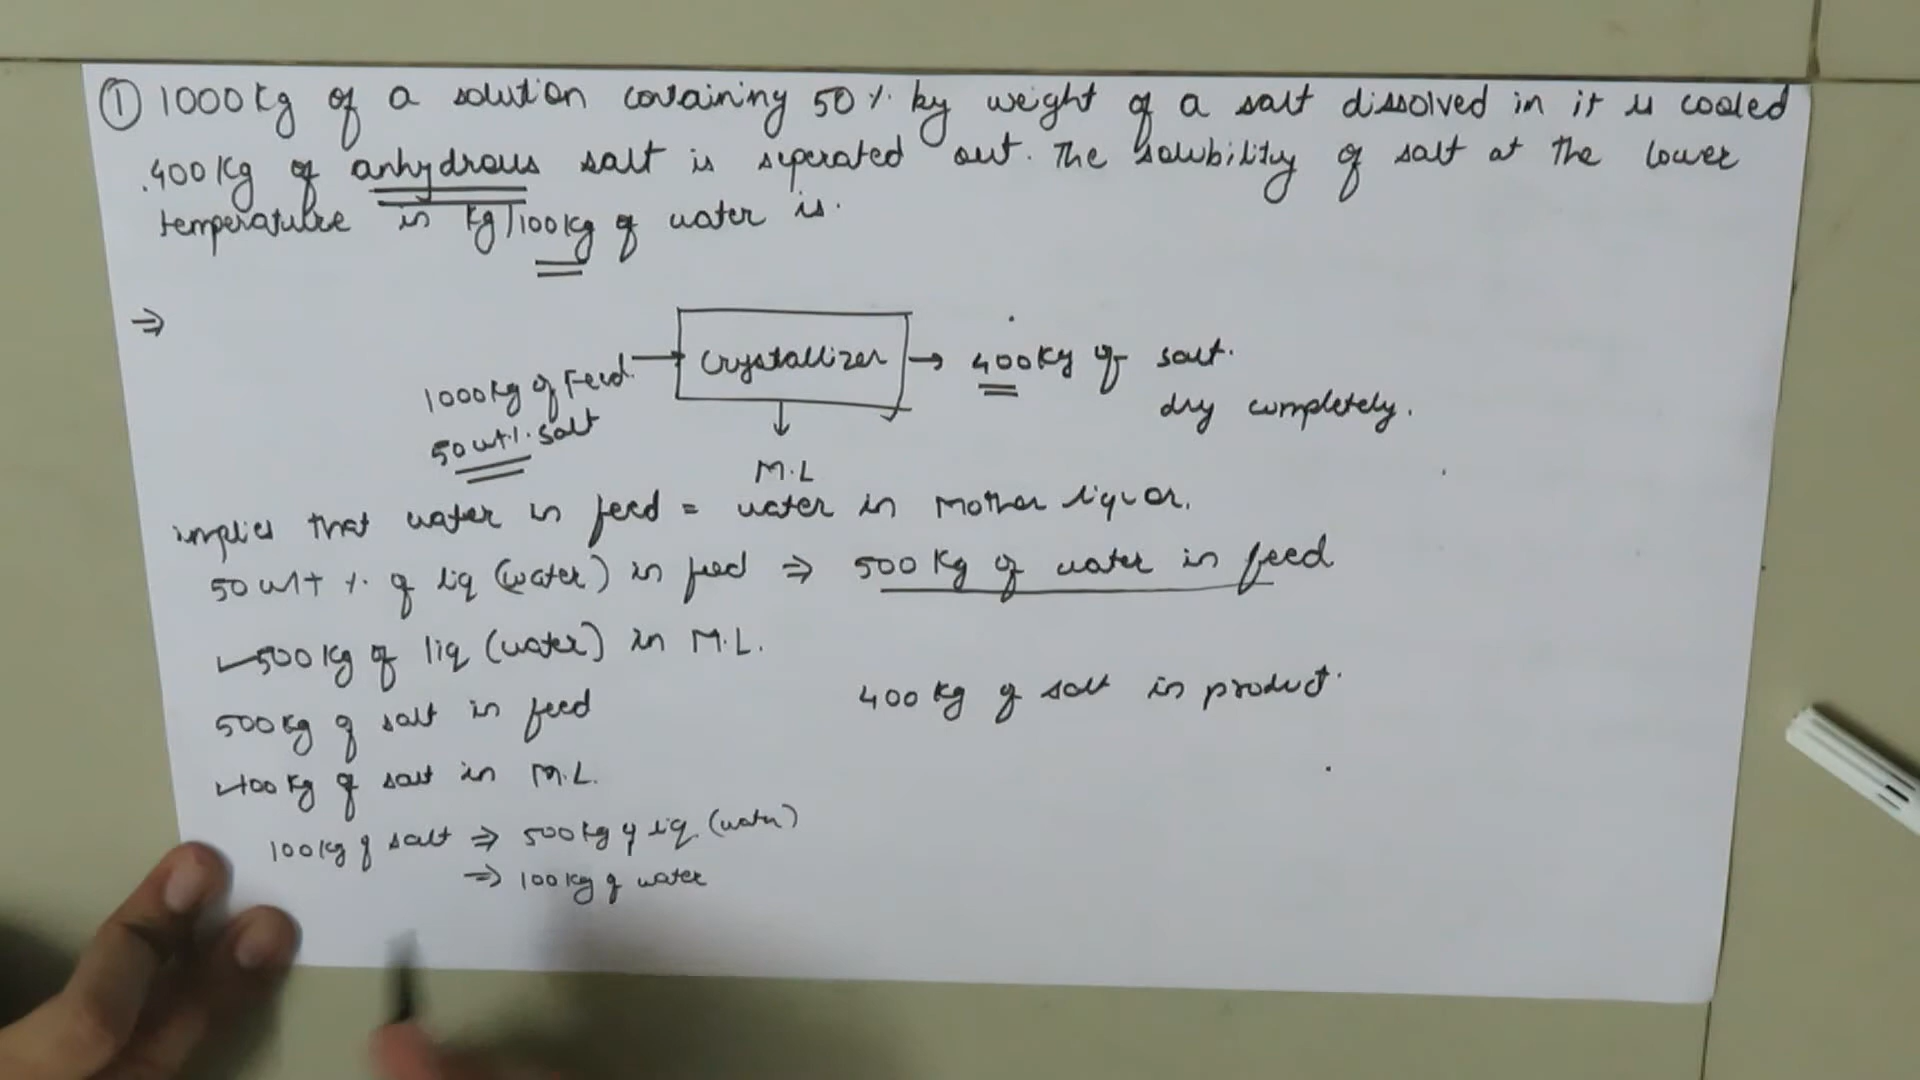 ① 1000 kg of a solution containing 50% by weight of a salt dissolved in it is cooled
.400 kg of anhydrous salt is seperated out. The solubility of salt at the lower
temperature in kg/100kg of water is.
⇒
Crystallizer → 400 kg of salt.
1000 kg of Feed. →
dry completely.
50 wt%. salt
M.L
implies that water in feed = water in Mother liquor.
50 wt % of liq (water) in feed ⇒ 500 kg of water in feed
500 kg of liq (water) in M.L.
400 kg of salt in product.
500 kg of salt in feed
100 kg of salt in M.L.
100 kg of salt ⇒ 500 kg of liq. (water)
⇒ 100 kg of water